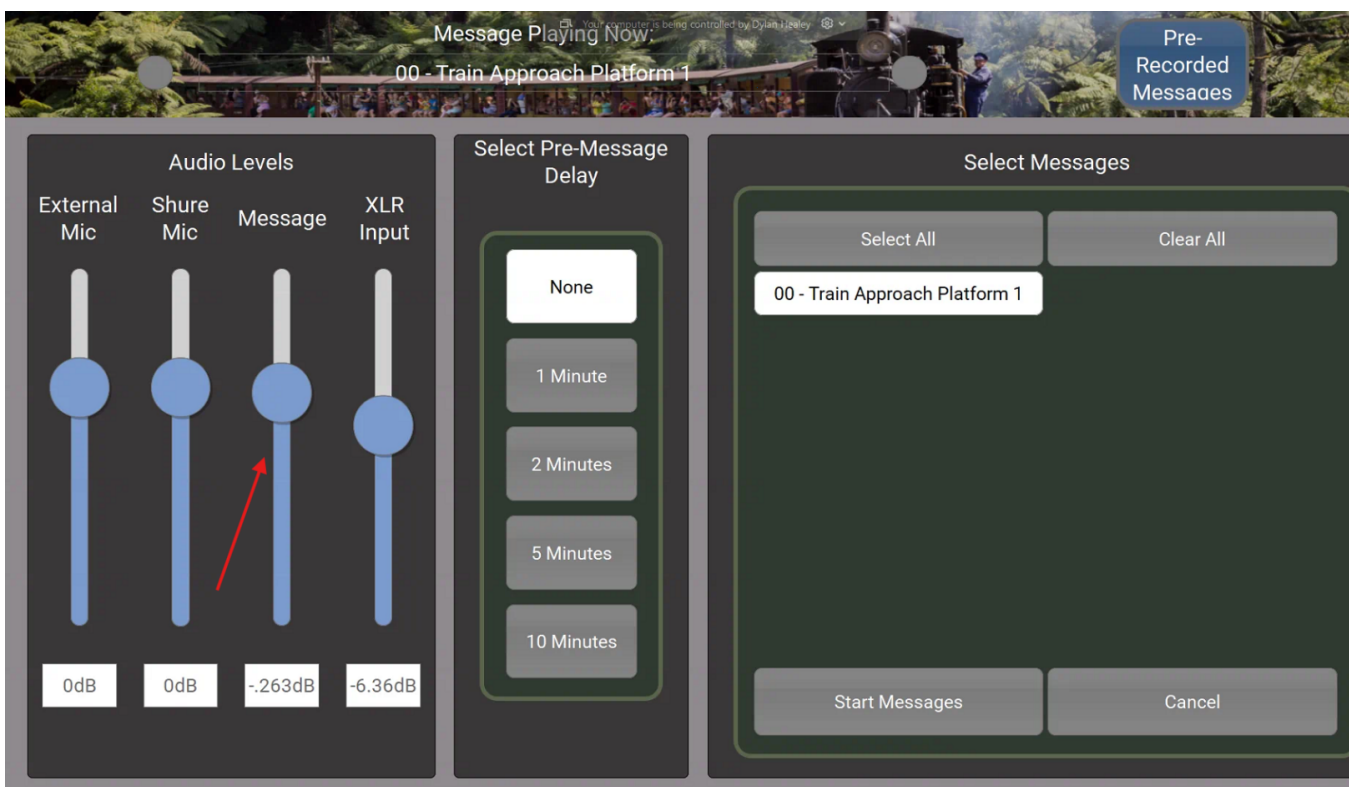 Your computer is being controlled by Dylan Healey
Message Playing Now:
00 - Train Approach Platform 1
Pre-
Recorded
Messages
Audio Levels
External
Mic
Shure
Mic
Message
XLR
Input
0dB
0dB
-.263dB
-6.36dB
Select Pre-Message
Delay
None
1 Minute
2 Minutes
5 Minutes
10 Minutes
Select Messages
Select All
Clear All
00 - Train Approach Platform 1
Start Messages
Cancel